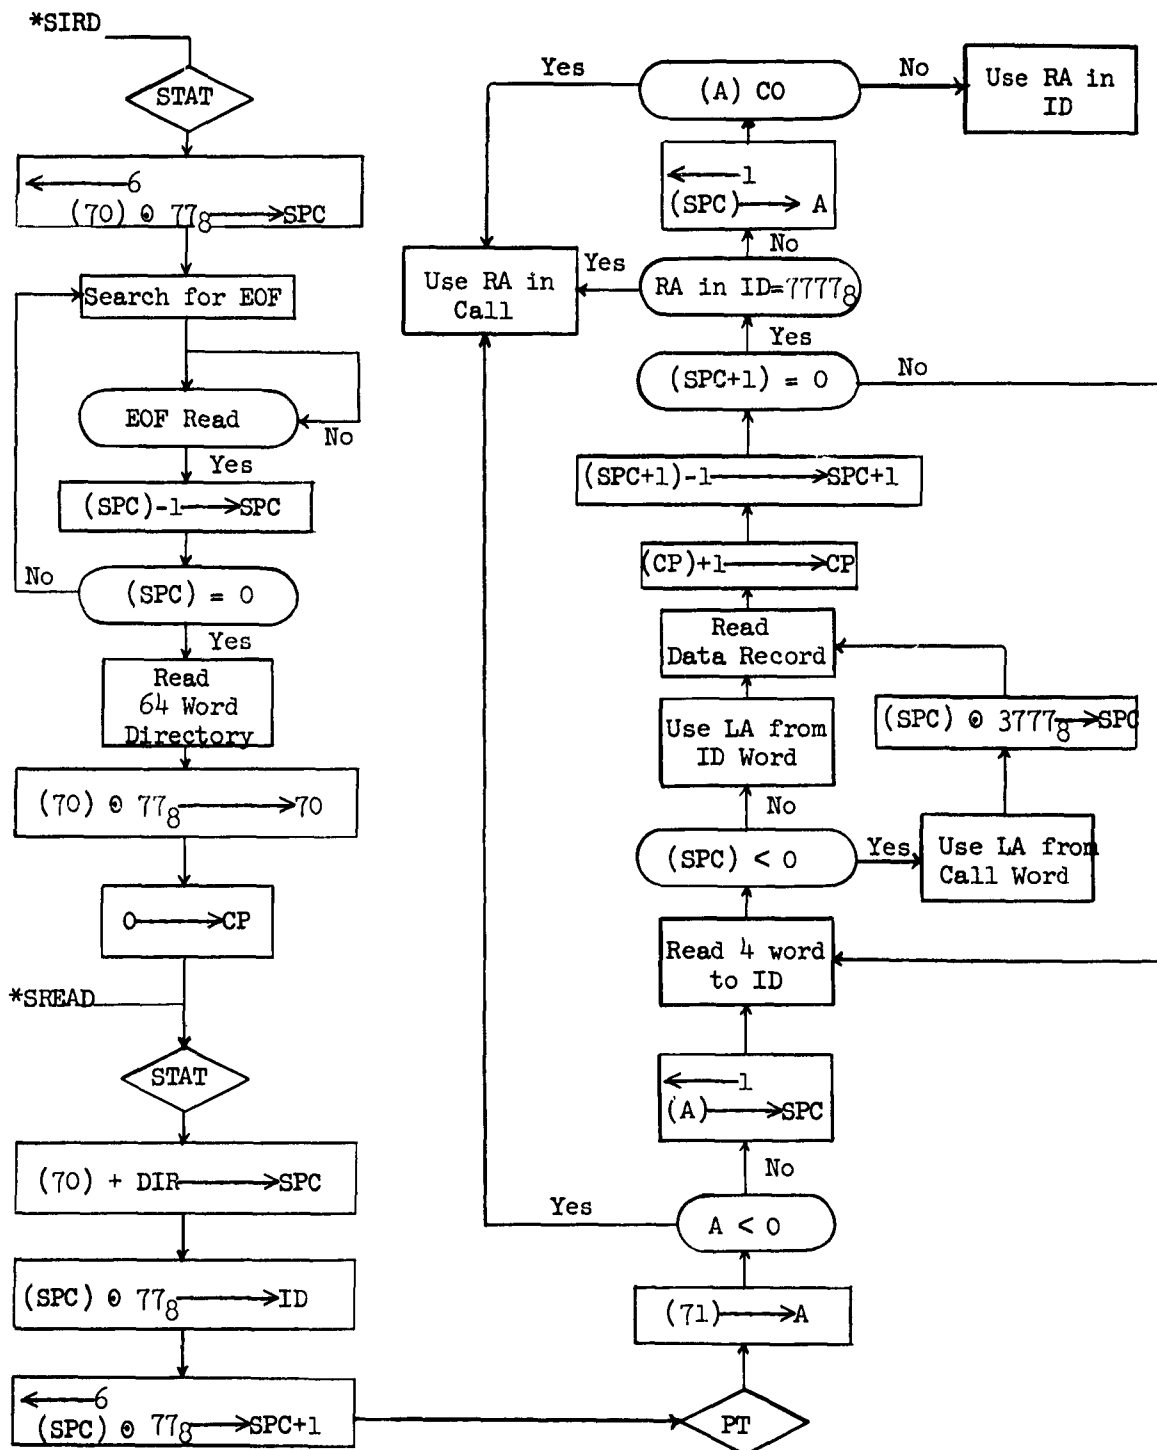 *SIRD
STAT
6
(70) ⊙ 77₈ → SPC
Search for EOF
EOF Read
No
Yes
(SPC)-1 → SPC
No
(SPC) = 0
Yes
Read
64 Word
Directory
(70) ⊙ 77₈ → 70
0 → CP
*SREAD
STAT
(70) + DIR → SPC
(SPC) ⊙ 77₈ → ID
← 6
(SPC) ⊙ 77₈ → SPC+1
Yes
(A) CO
No
Use RA in
ID
← 1
(SPC) → A
No
Use RA in
Call
Yes
RA in ID=7777₈
Yes
(SPC+1) = 0
No
(SPC+1)-1 → SPC+1
(CP)+1 → CP
Read
Data Record
(SPC) ⊙ 3777₈ → SPC
Use LA from
ID Word
No
(SPC) < 0
Yes
Use LA from
Call Word
Read 4 word
to ID
← 1
(A) → SPC
No
Yes
A < 0
(71) → A
PT